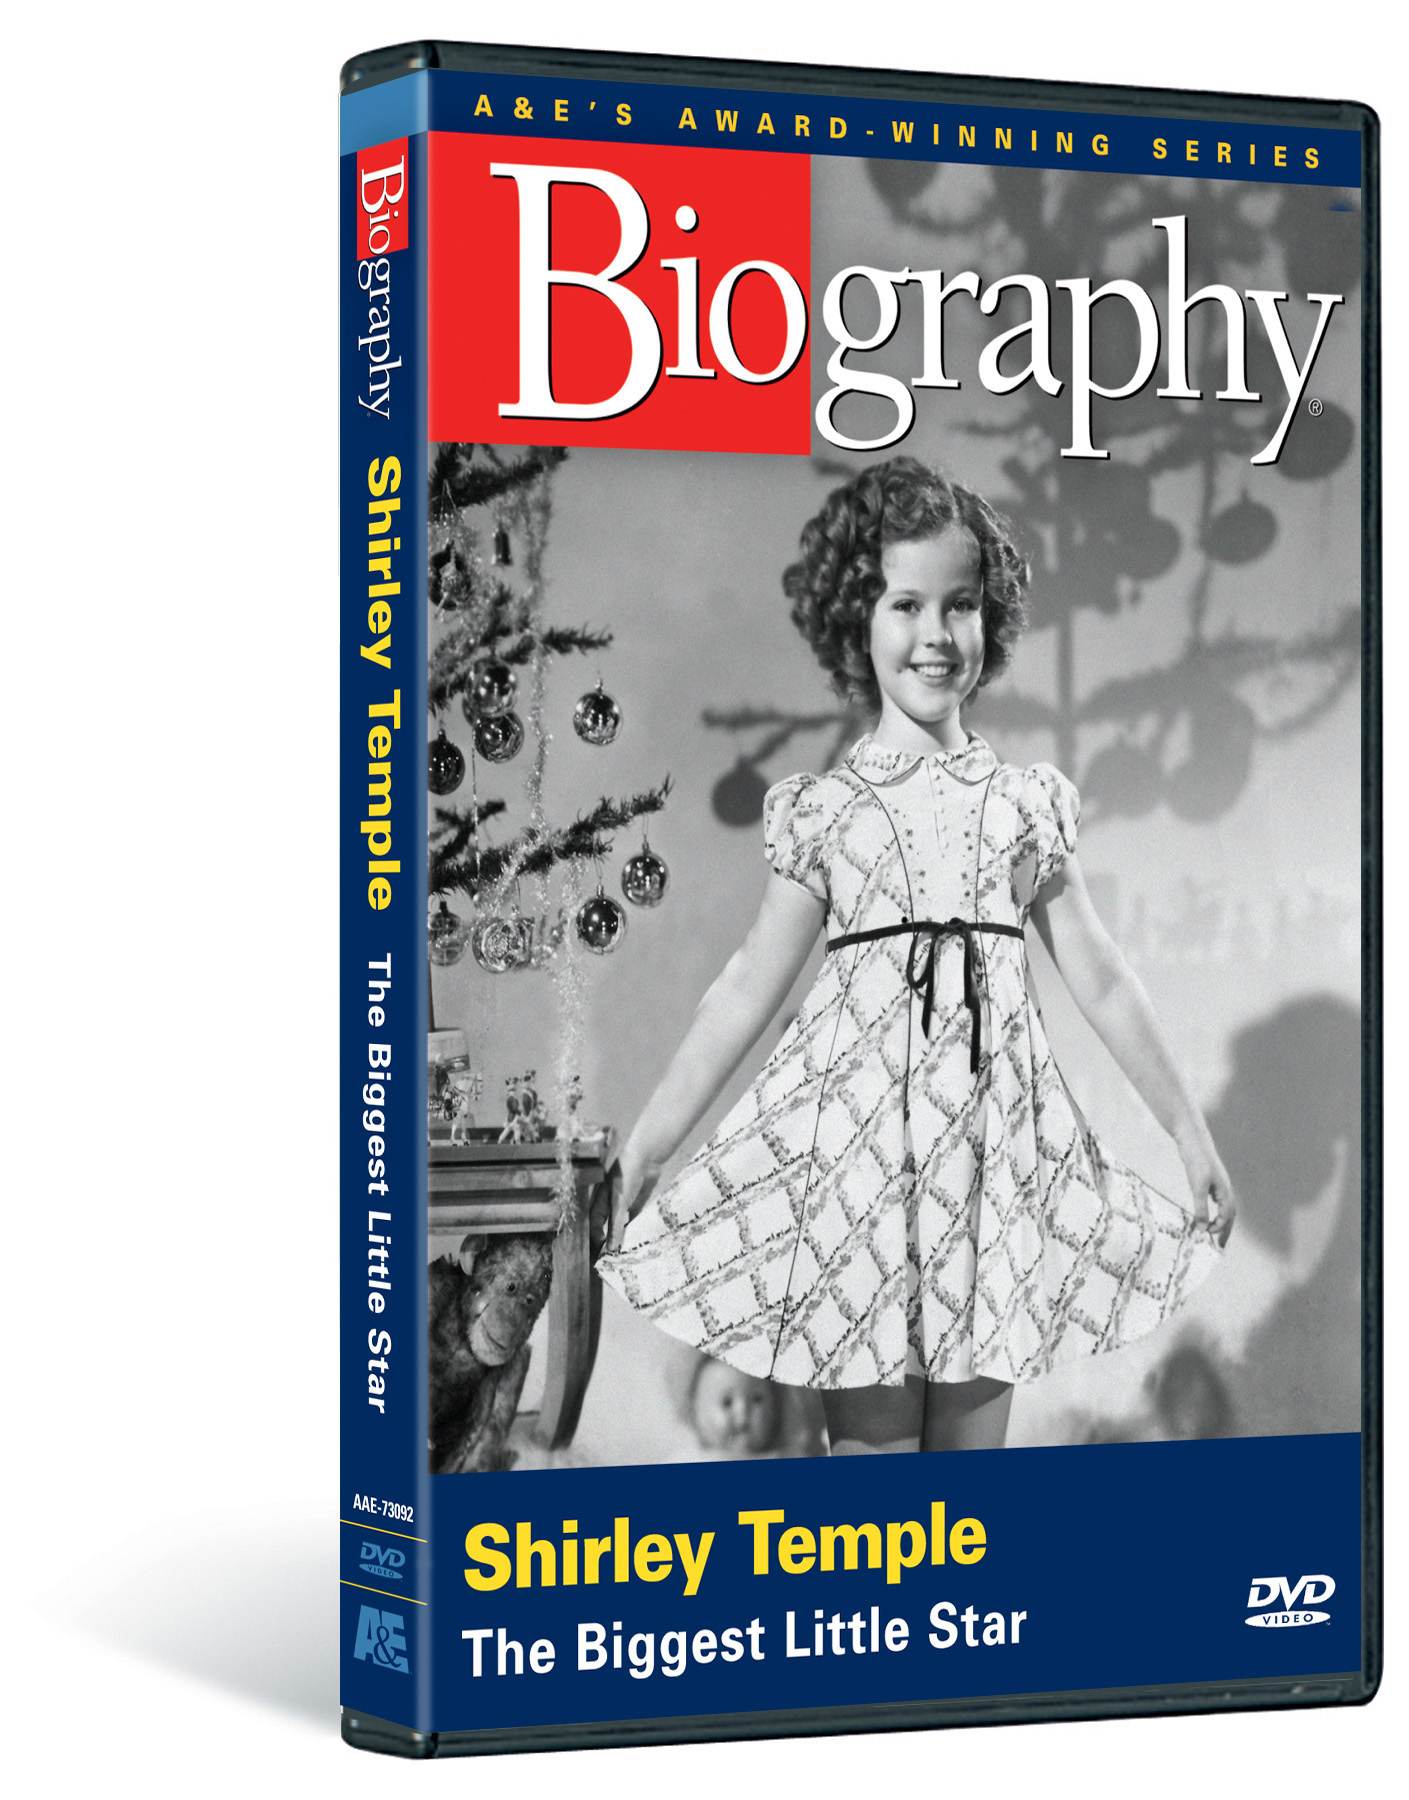 A&E'S AWARD-WINNING SERIES
Biography®
Shirley Temple
The Biggest Little Star
DVD
VIDEO
Biography
Shirley Temple The Biggest Little Star
AAE-73092
DVD
VIDEO
A&E